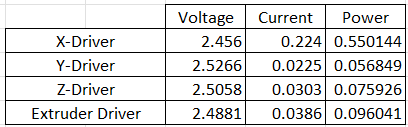 Voltage Current Power
X-Driver 2.456 0.224 0.550144
Y-Driver 2.5266 0.0225 0.056849
Z-Driver 2.5058 0.0303 0.075926
Extruder Driver 2.4881 0.0386 0.096041